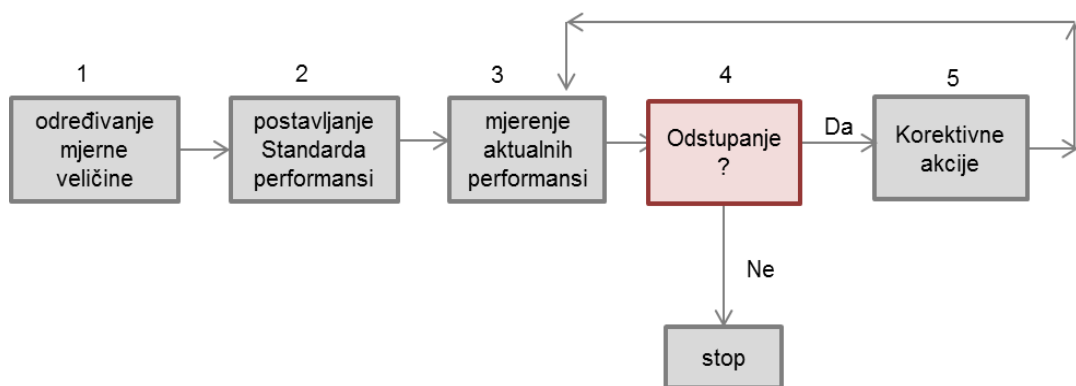 1
2
3
4
5
određivanje
mjerne
veličine
postavljanje
Standarda
performansi
mjerenje
aktualnih
performansi
Odstupanje
?
Da
Korektivne
akcije
Ne
stop